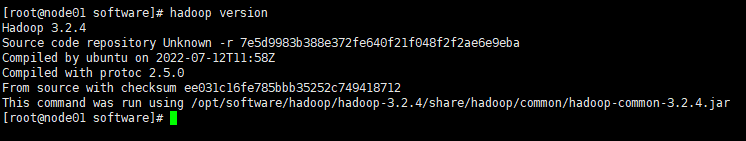 [root@node01 software]# hadoop version
Hadoop 3.2.4
Source code repository Unknown -r 7e5d9983b388e372fe640f21f048f2f2ae6e9eba
Compiled by ubuntu on 2022-07-12T11:58Z
Compiled with protoc 2.5.0
From source with checksum ee031c16fe785bbb35252c749418712
This command was run using /opt/software/hadoop/hadoop-3.2.4/share/hadoop/common/hadoop-common-3.2.4.jar
[root@node01 software]#